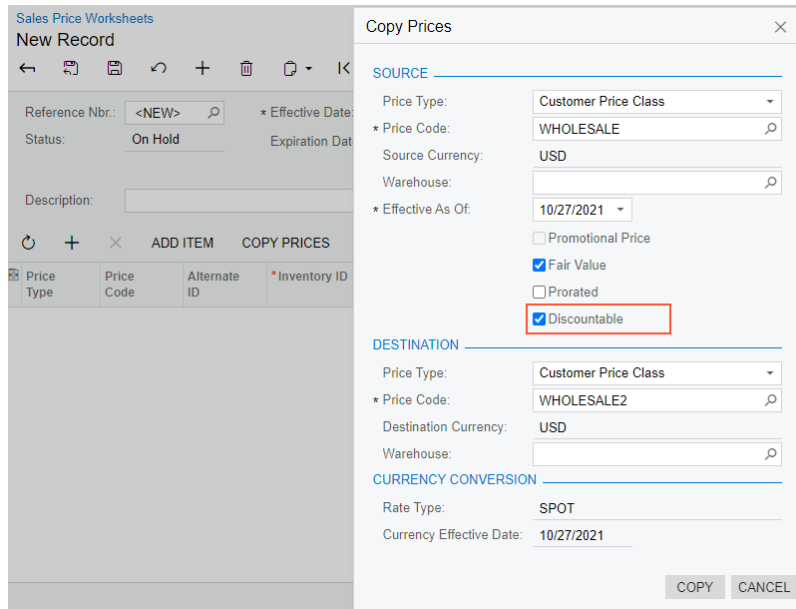 Sales Price Worksheets
New Record
Reference Nbr.: <NEW> * Effective Date:
Status: On Hold Expiration Dat
Description:
ADD ITEM COPY PRICES
Price Type Price Code Alternate ID * Inventory ID
Copy Prices
SOURCE
Price Type: Customer Price Class
* Price Code: WHOLESALE
Source Currency: USD
Warehouse:
* Effective As Of: 10/27/2021
Promotional Price
Fair Value
Prorated
Discountable
DESTINATION
Price Type: Customer Price Class
* Price Code: WHOLESALE2
Destination Currency: USD
Warehouse:
CURRENCY CONVERSION
Rate Type: SPOT
Currency Effective Date: 10/27/2021
COPY CANCEL